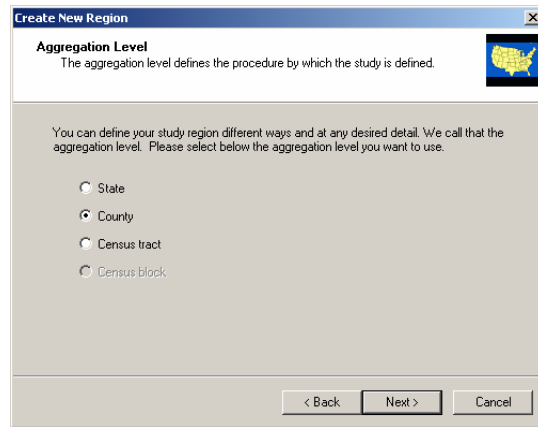 Create New Region
Aggregation Level
The aggregation level defines the procedure by which the study is defined.
You can define your study region different ways and at any desired detail. We call that the
aggregation level. Please select below the aggregation level you want to use.
State
County
Census tract
Census block
< Back
Next >
Cancel